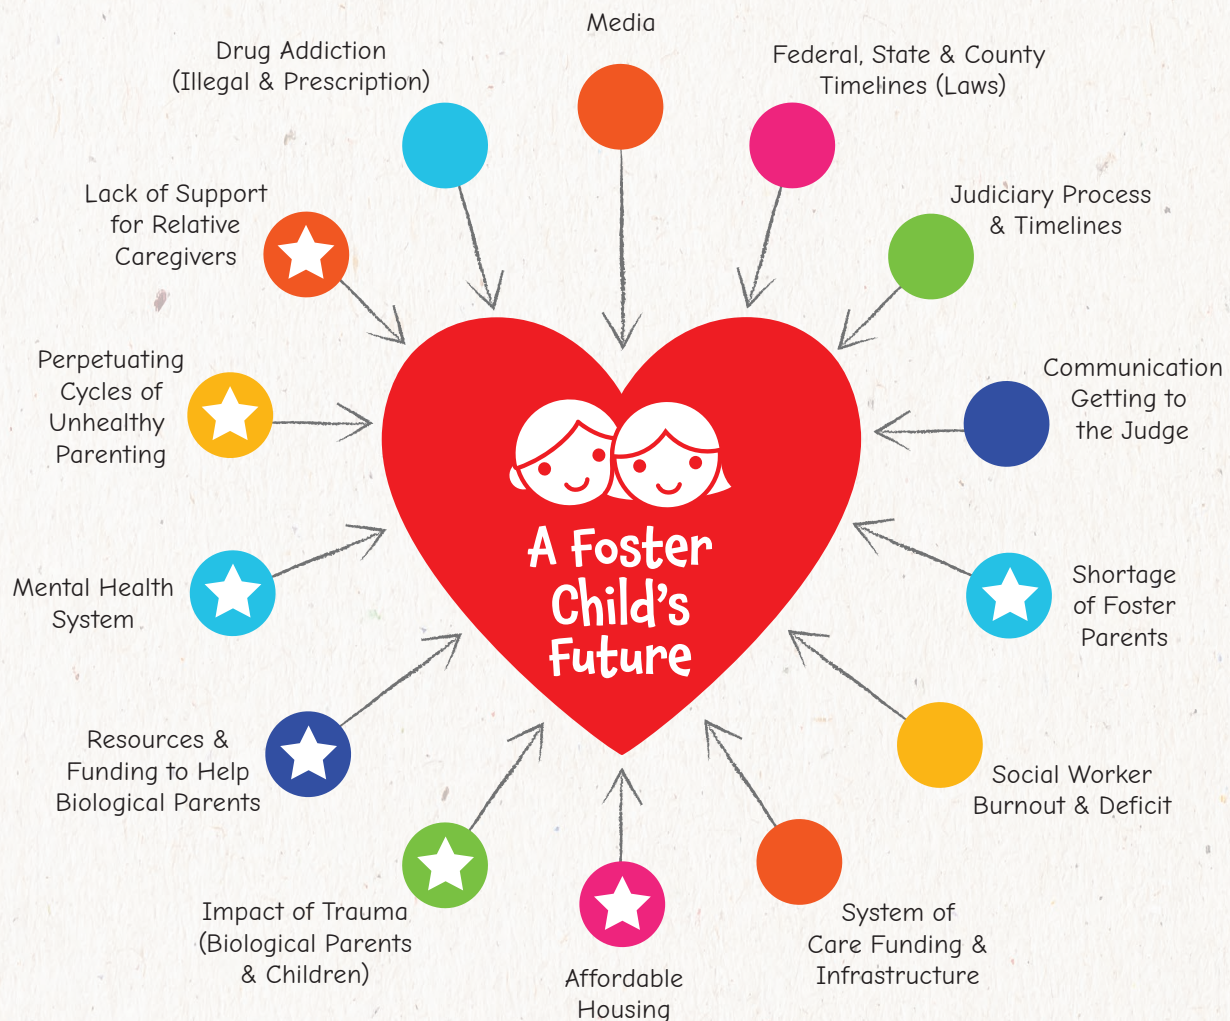 Media
Federal, State & County
Timelines (Laws)
Judiciary Process
& Timelines
Communication
Getting to
the Judge
Shortage
of Foster
Parents
Social Worker
Burnout & Deficit
System of
Care Funding &
Infrastructure
Affordable
Housing
Impact of Trauma
(Biological Parents
& Children)
Resources &
Funding to Help
Biological Parents
Mental Health
System
Perpetuating
Cycles of
Unhealthy
Parenting
Lack of Support
for Relative
Caregivers
Drug Addiction
(Illegal & Prescription)
A Foster
Child's
Future